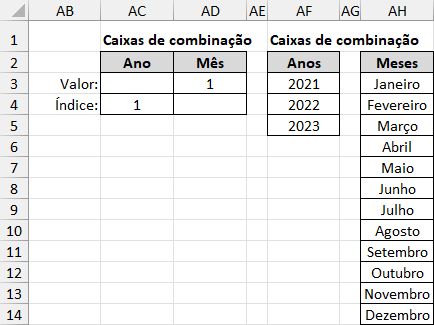 AB AC AD AE AF AG AH
1 Caixas de combinação Caixas de combinação
2 Ano Mês Anos Meses
3 Valor: 1 2021 Janeiro
4 Índice: 1 2022 Fevereiro
5 2023 Março
6 Abril
7 Maio
8 Junho
9 Julho
10 Agosto
11 Setembro
12 Outubro
13 Novembro
14 Dezembro